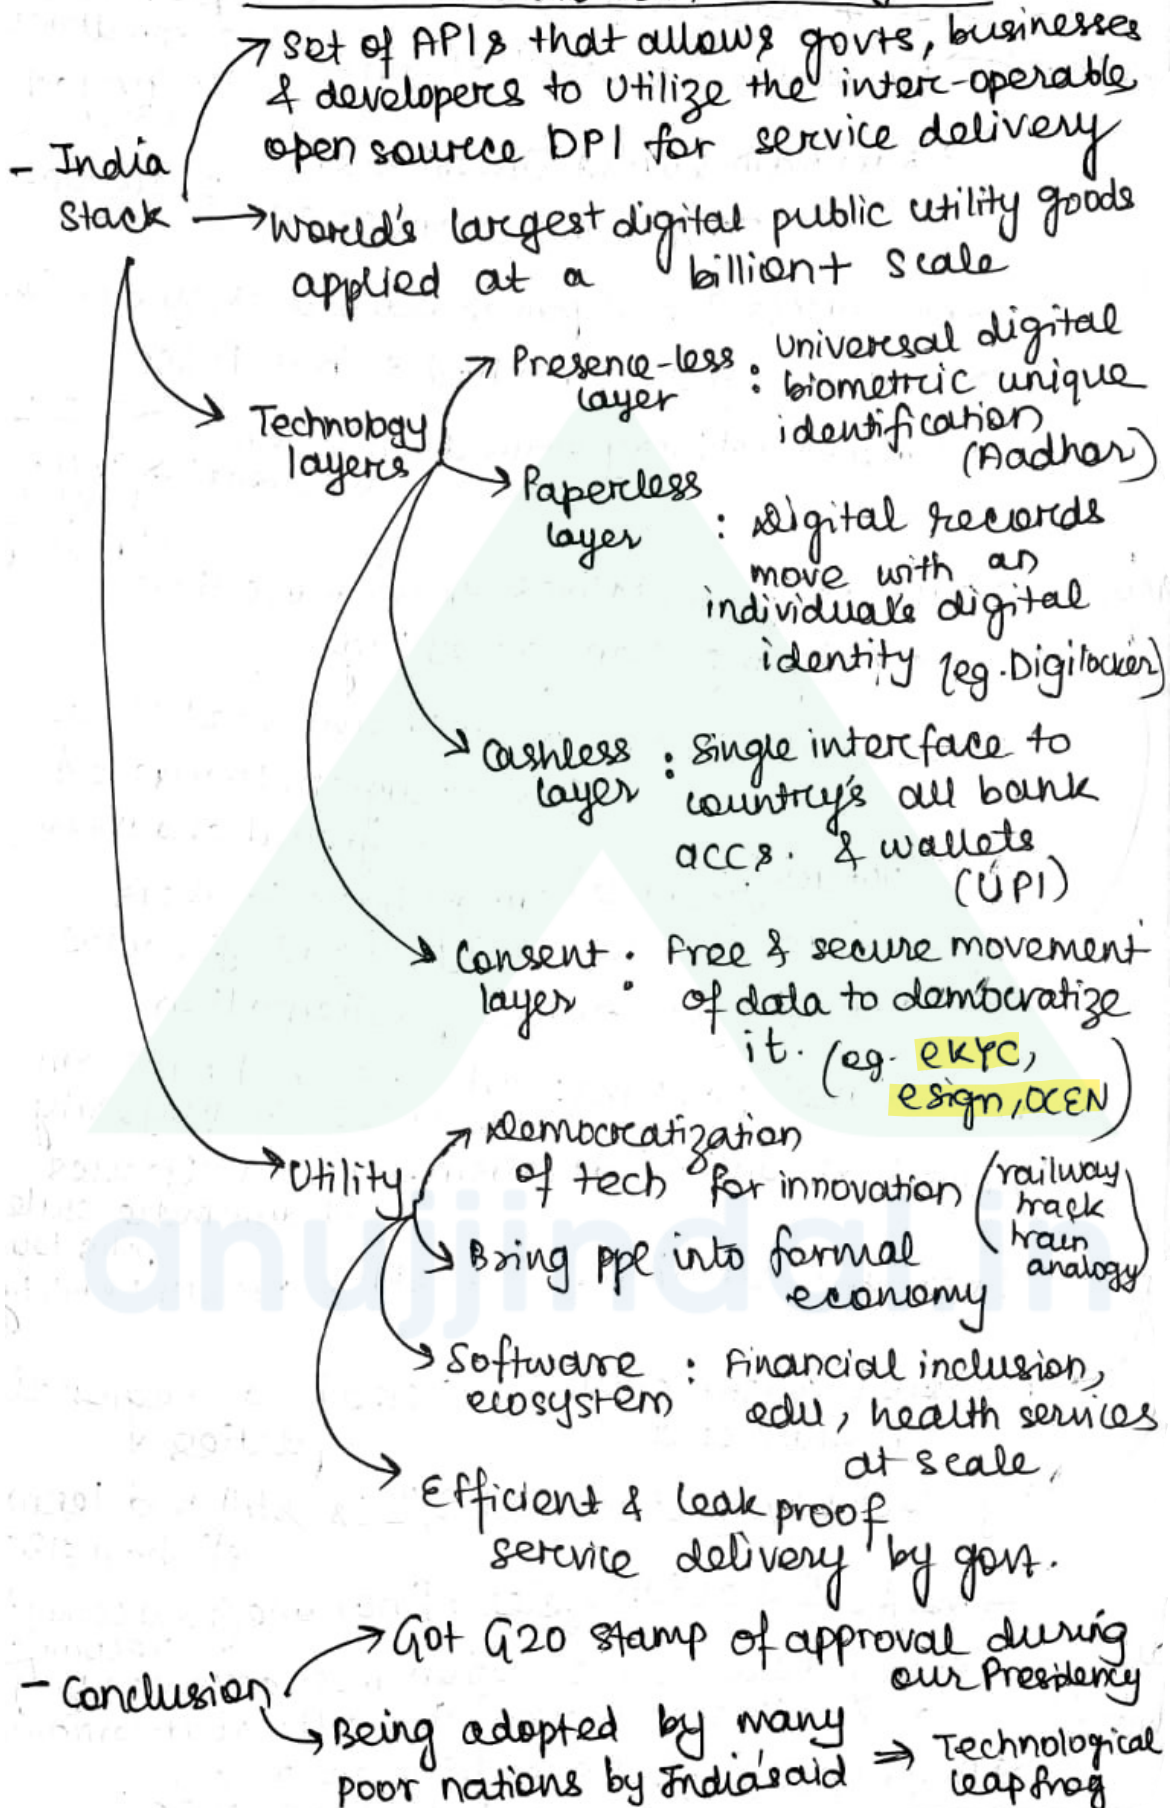 Set of APIs that allows govts, businesses
& developers to utilize the inter-operable
open source DPI for service delivery
- India
Stack
World's largest digital public utility goods
applied at a billion+ scale
Technology
layers
Presence-less
layer
: universal digital
biometric unique
identification
(Aadhar)
Paperless
layer
: Digital records
move with an
individual's digital
identity (eg. Digilocker)
Cashless
layer
: Single interface to
country's all bank
accs. & wallets
(UPI)
Consent
layer
: Free & secure movement
of data to democratize
it. (eg. eKYC,
esign, OCEN)
Utility
Democratization
of tech for innovation
(railway
track
train
analogy)
Bring ppl into formal
economy
Software
ecosystem
: Financial inclusion,
edu, health services
at scale,
Efficient & leak proof
service delivery by govt.
- Conclusion
Got G20 stamp of approval during
our Presidency
Being adopted by many
poor nations by India's aid
⇒ Technological
leapfrog
anujjindal.in